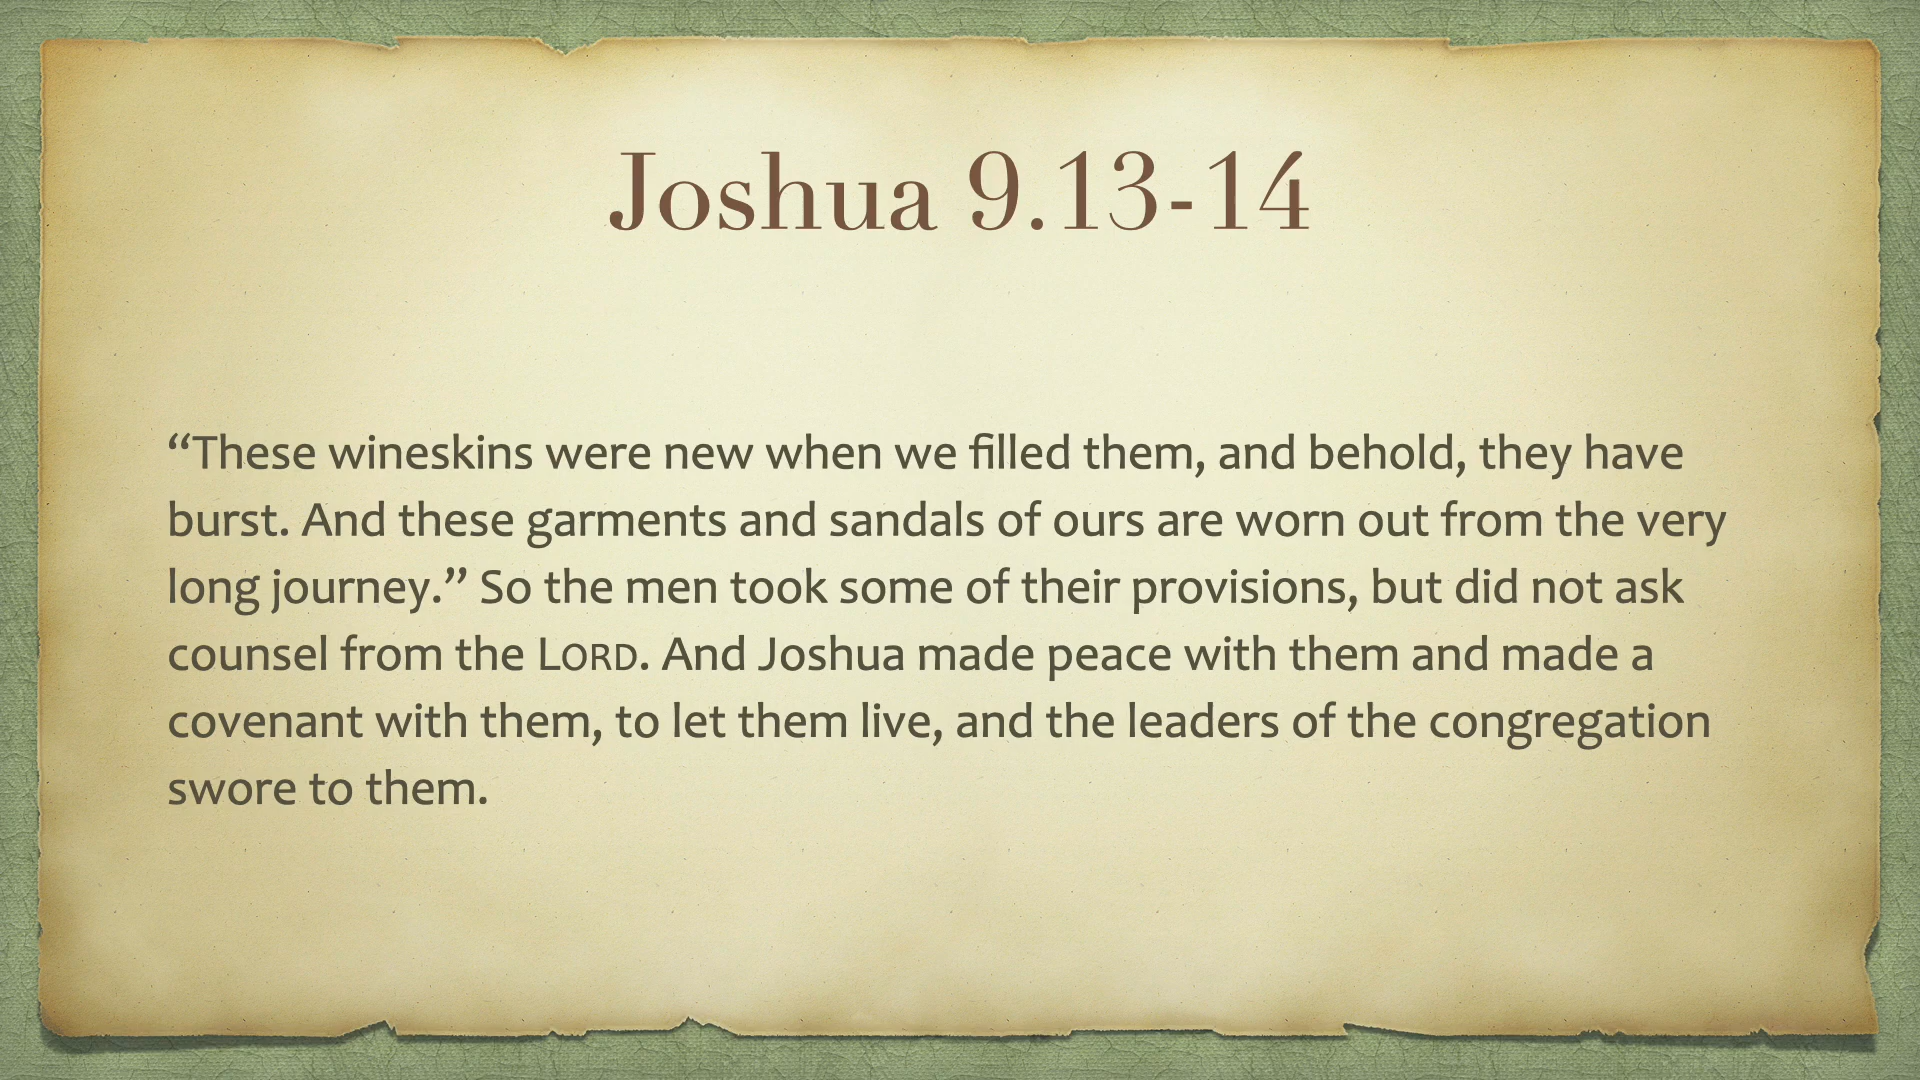 Joshua 9.13-14
“These wineskins were new when we filled them, and behold, they have
burst. And these garments and sandals of ours are worn out from the very
long journey.” So the men took some of their provisions, but did not ask
counsel from the LORD. And Joshua made peace with them and made a
covenant with them, to let them live, and the leaders of the congregation
swore to them.